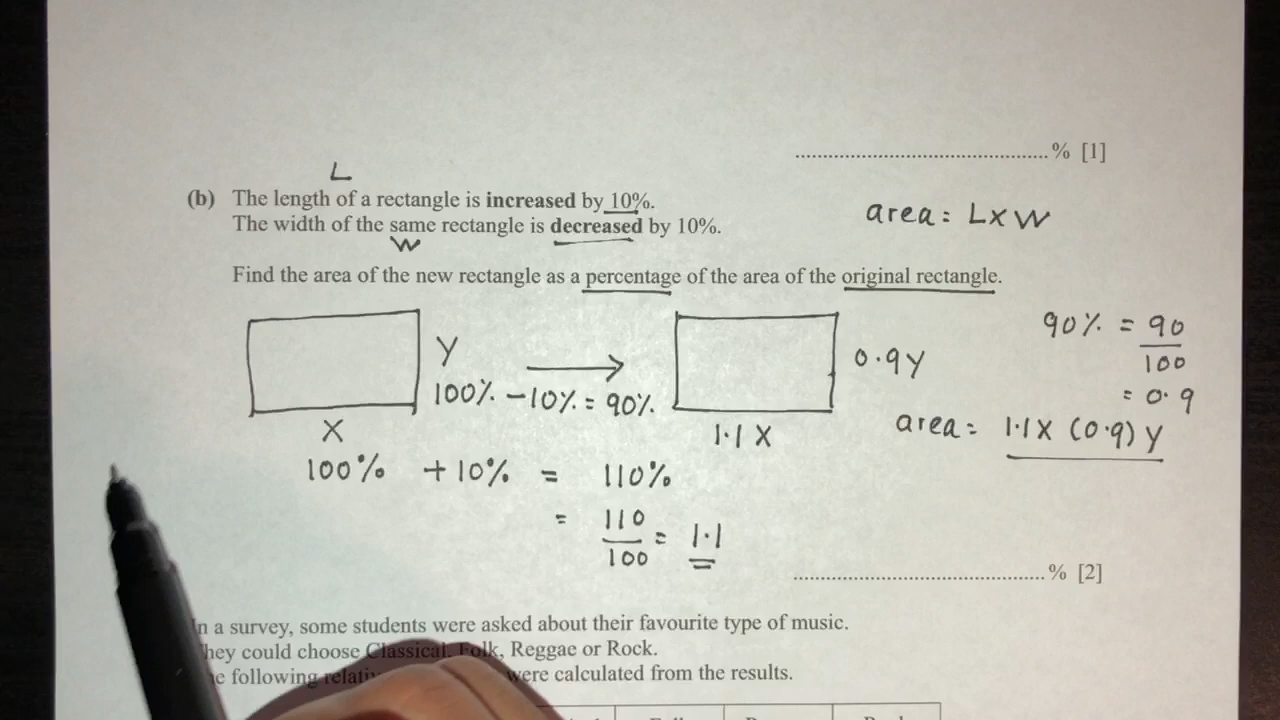 ................................................ % [1]
L
(b) The length of a rectangle is increased by 10%.
The width of the same rectangle is decreased by 10%.
W
area = L x W
Find the area of the new rectangle as a percentage of the area of the original rectangle.
90% = 90
100
= 0.9
y
0.9y
100% - 10% = 90%
x
1.1x
area = 1.1x (0.9) y
100% + 10% = 110%
= 110
100
= 1.1
................................................ % [2]
In a survey, some students were asked about their favourite type of music.
They could choose Classical, Folk, Reggae or Rock.
following were calculated from the results.